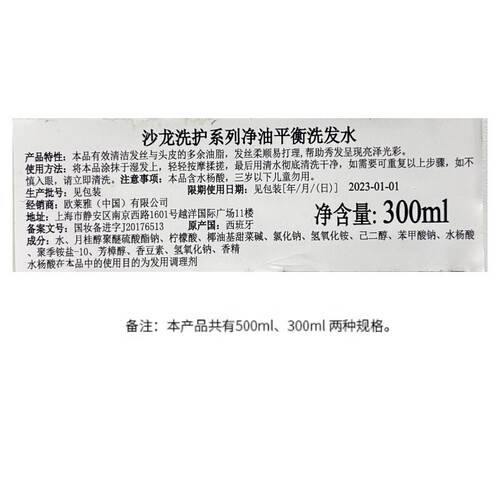 沙龙洗护系列净油平衡洗发水
产品特性：本品有效清洁发丝与头皮的多余油脂，发丝柔顺易打理,帮助秀发呈现亮泽光彩。
使用方法：将本品涂抹于湿发上，轻轻按摩揉搓，最后用清水彻底清洗干净，如需要可重复以上步骤，如不
慎入眼，请立即清洗。注意事项：本品含水杨酸，三岁以下儿童勿用。
生产批号：见包装 限期使用日期：见包装[年/月/(日)] 2023-01-01
经销商：欧莱雅（中国）有限公司
地址：上海市静安区南京西路1601号越洋国际广场11楼 净含量: 300ml
备案文号：国妆备进字J20176513 原产国：西班牙
成分：水、月桂醇聚醚硫酸酯钠、柠檬酸、椰油基甜菜碱、氯化钠、氢氧化铵、己二醇、苯甲酸钠、水杨酸
、聚季铵盐-10、芳樟醇、香豆素、氢氧化钠、香精
水杨酸在本品中的使用目的为发用调理剂
备注：本产品共有500ml、300ml 两种规格。